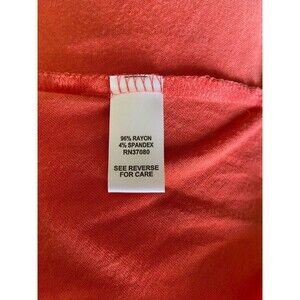 96% RAYON
4% SPANDEX
RN37080
SEE REVERSE
FOR CARE